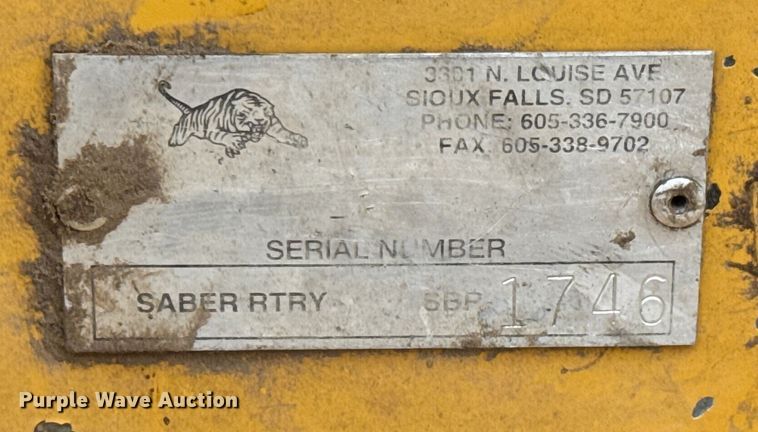 3301 N. LOUISE AVE
SIOUX FALLS, SD 57107
PHONE: 605-336-7900
FAX 605-338-9702
SERIAL NUMBER
SABER RTRY SBR 1746
Purple Wave Auction